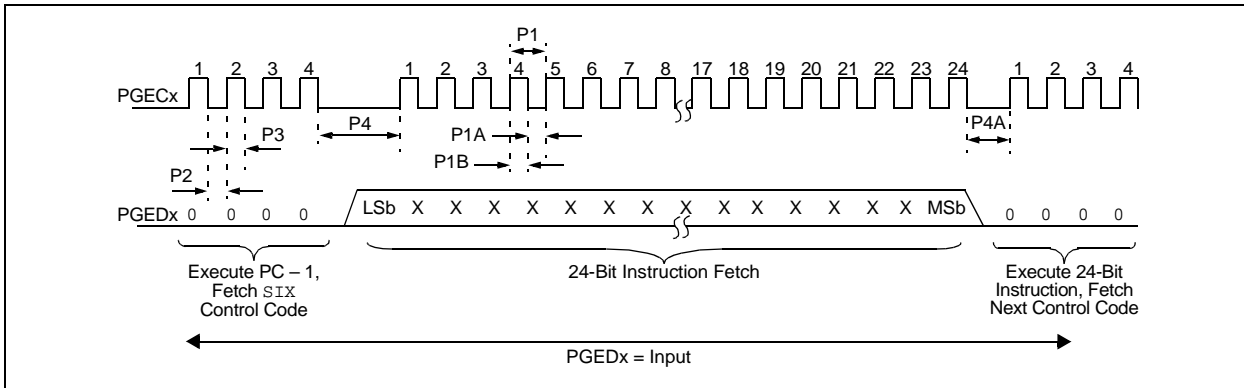 P1
1 2 3 4 1 2 3 4 5 6 7 8 17 18 19 20 21 22 23 24 1 2 3 4
PGECx
P4
P3
P1A
P4A
P1B
P2
PGEDx
0 0 0 0 LSb X X X X X X X X X X X X X MSb 0 0 0 0
Execute PC – 1,
Fetch SIX
Control Code
24-Bit Instruction Fetch
Execute 24-Bit
Instruction, Fetch
Next Control Code
PGEDx = Input